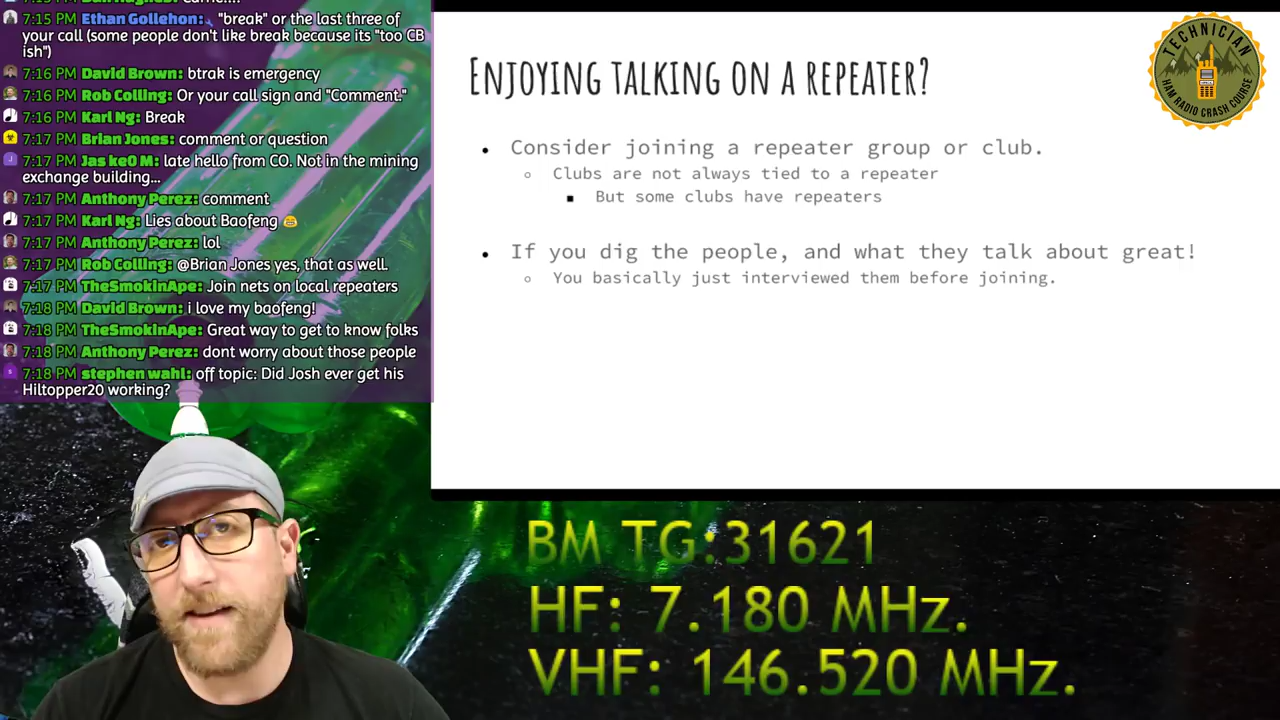 7:15 PM Ethan Gollehon: "break" or the last three of
your call (some people don't like break because its "too CB
ish")
7:16 PM David Brown: btrak is emergency
7:16 PM Rob Colling: Or your call sign and "Comment."
7:16 PM Karl Ng: Break
7:17 PM Brian Jones: comment or question
7:17 PM Jas ke0 M: late hello from CO. Not in the mining
exchange building...
7:17 PM Anthony Perez: comment
7:17 PM Karl Ng: Lies about Baofeng 😂
7:17 PM Anthony Perez: lol
7:17 PM Rob Colling: @Brian Jones yes, that as well.
7:17 PM TheSmokinApe: Join nets on local repeaters
7:18 PM David Brown: i love my baofeng!
7:18 PM TheSmokinApe: Great way to get to know folks
7:18 PM Anthony Perez: dont worry about those people
7:18 PM stephen wahl: off topic: Did Josh ever get his
Hiltopper20 working?
ENJOYING TALKING ON A REPEATER?
• Consider joining a repeater group or club.
○ Clubs are not always tied to a repeater
■ But some clubs have repeaters
• If you dig the people, and what they talk about great!
○ You basically just interviewed them before joining.
TECHNICIAN
HAM RADIO CRASH COURSE
BM TG:31621
HF: 7.180 MHz.
VHF: 146.520 MHz.